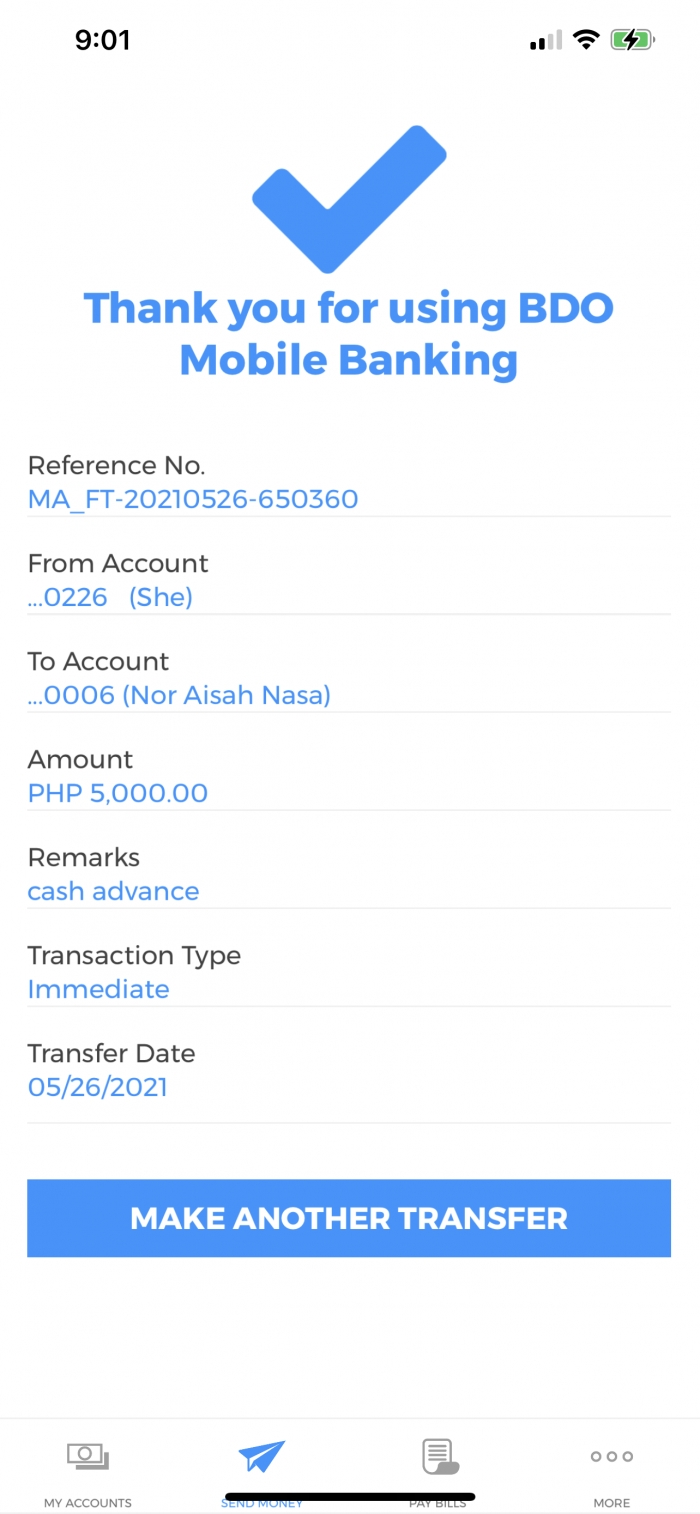 9:01
Thank you for using BDO
Mobile Banking
Reference No.
MA_FT-20210526-650360
From Account
...0226 (She)
To Account
...0006 (Nor Aisah Nasa)
Amount
PHP 5,000.00
Remarks
cash advance
Transaction Type
Immediate
Transfer Date
05/26/2021
MAKE ANOTHER TRANSFER
MY ACCOUNTS
SEND MONEY
PAY BILLS
MORE